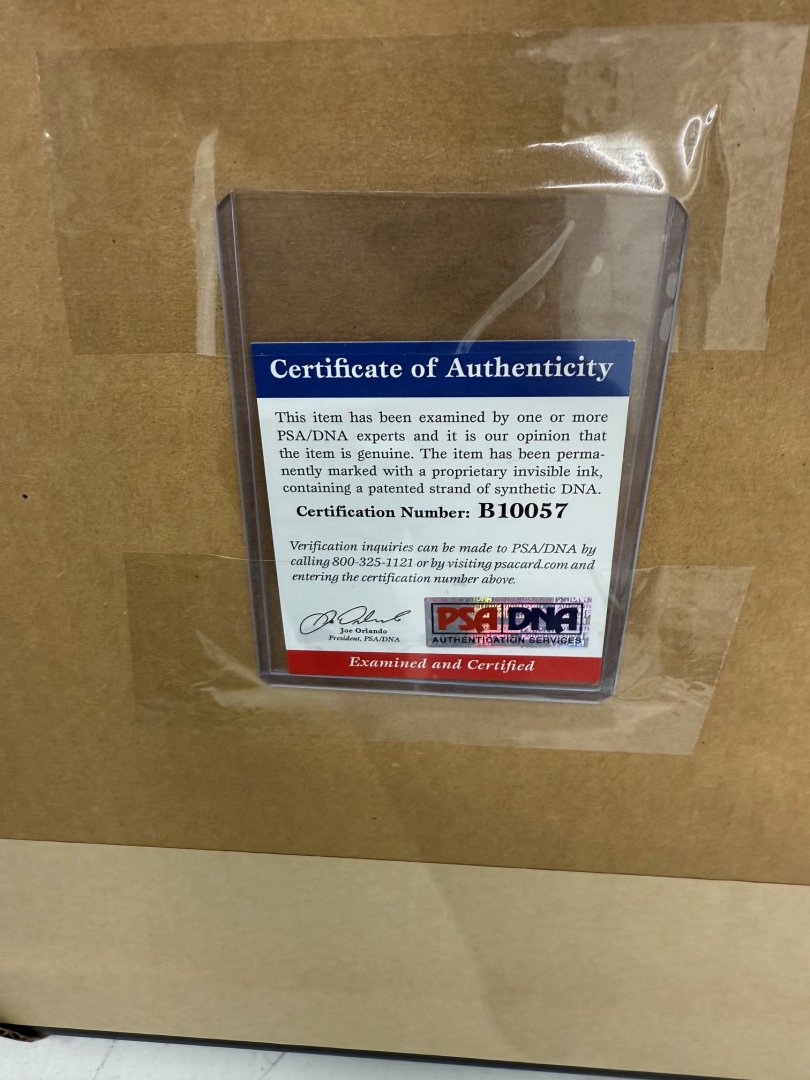 Certificate of Authenticity
This item has been examined by one or more
PSA/DNA experts and it is our opinion that
the item is genuine. The item has been perma-
nently marked with a proprietary invisible ink,
containing a patented strand of synthetic DNA.
Certification Number: B10057
Verification inquiries can be made to PSA/DNA by
calling 800-325-1121 or by visiting psacard.com and
entering the certification number above.
Joe Orlando
President, PSA/DNA
PSA DNA
AUTHENTICATION SERVICES
Examined and Certified